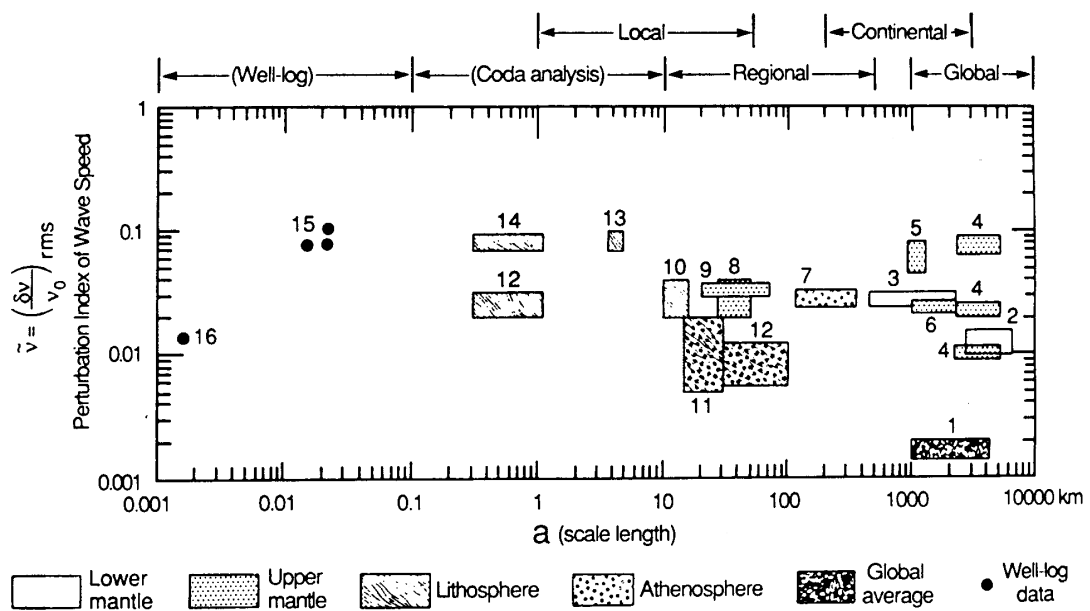 Local
Continental
(Well-log)
(Coda analysis)
Regional
Global
ṽ = (δv / v₀) rms
Perturbation Index of Wave Speed
1
0.1
0.01
0.001
15
16
14
12
13
10
9
8
11
12
7
5
4
3
4
6
2
4
1
0.001
0.01
0.1
1
10
100
1000
10000 km
a (scale length)
Lower mantle
Upper mantle
Lithosphere
Athenosphere
Global average
Well-log data